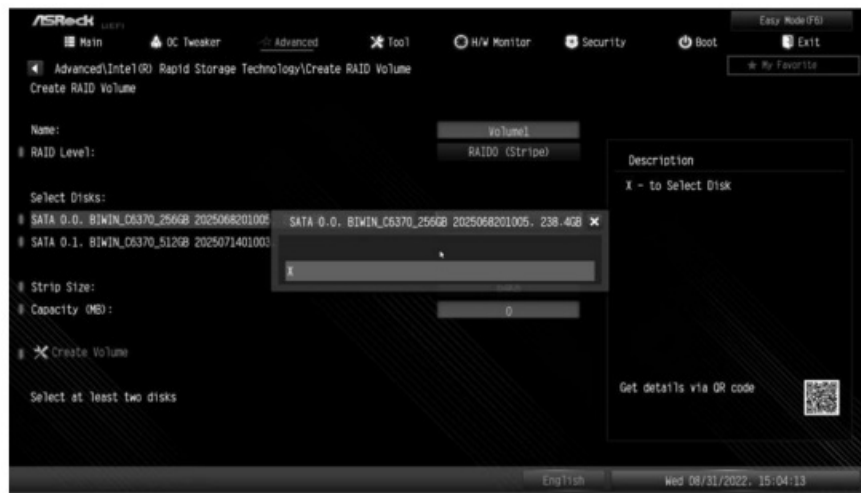 ASRock UEFI
Easy Mode(F6)
Main OC Tweaker Advanced Tool H/W Monitor Security Boot Exit
Advanced\Intel(R) Rapid Storage Technology\Create RAID Volume
My Favorite
Create RAID Volume
Name: Volume1
RAID Level: RAID0 (Stripe)
Select Disks:
SATA 0.0, BIWIN_C6370_256GB 2025068201005
SATA 0.1, BIWIN_C6370_512GB 2025071401003
SATA 0.0, BIWIN_C6370_256GB 2025068201005, 238.4GB
X
Strip Size:
Capacity (MB): 0
Create Volume
Select at least two disks
Description
X - to Select Disk
Get details via QR code
English
Wed 08/31/2022, 15:04:13